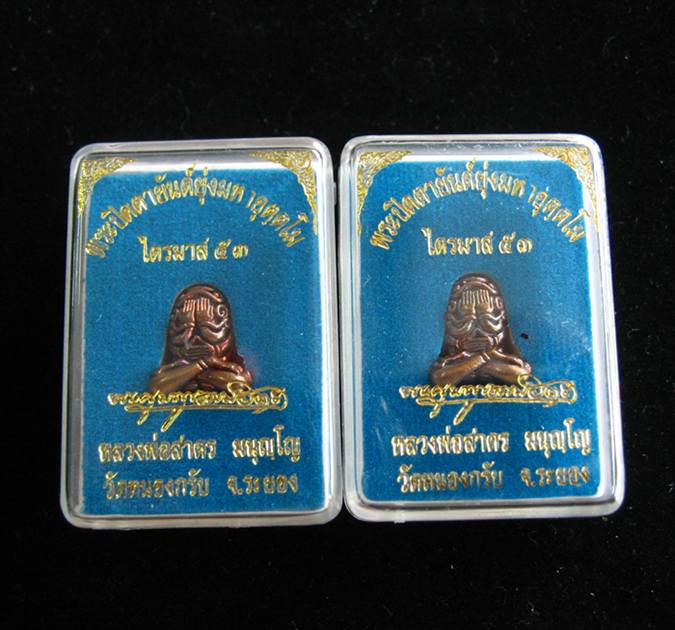 พระปิดตายันต์ยุ่งมหาอุตฺตโม
ไตรมาส ๕๓
หลวงพ่อสาคร มนุญฺโญ
วัดหนองกรับ จ.ระยอง
พระปิดตายันต์ยุ่งมหาอุตฺตโม
ไตรมาส ๕๓
หลวงพ่อสาคร มนุญฺโญ
วัดหนองกรับ จ.ระยอง